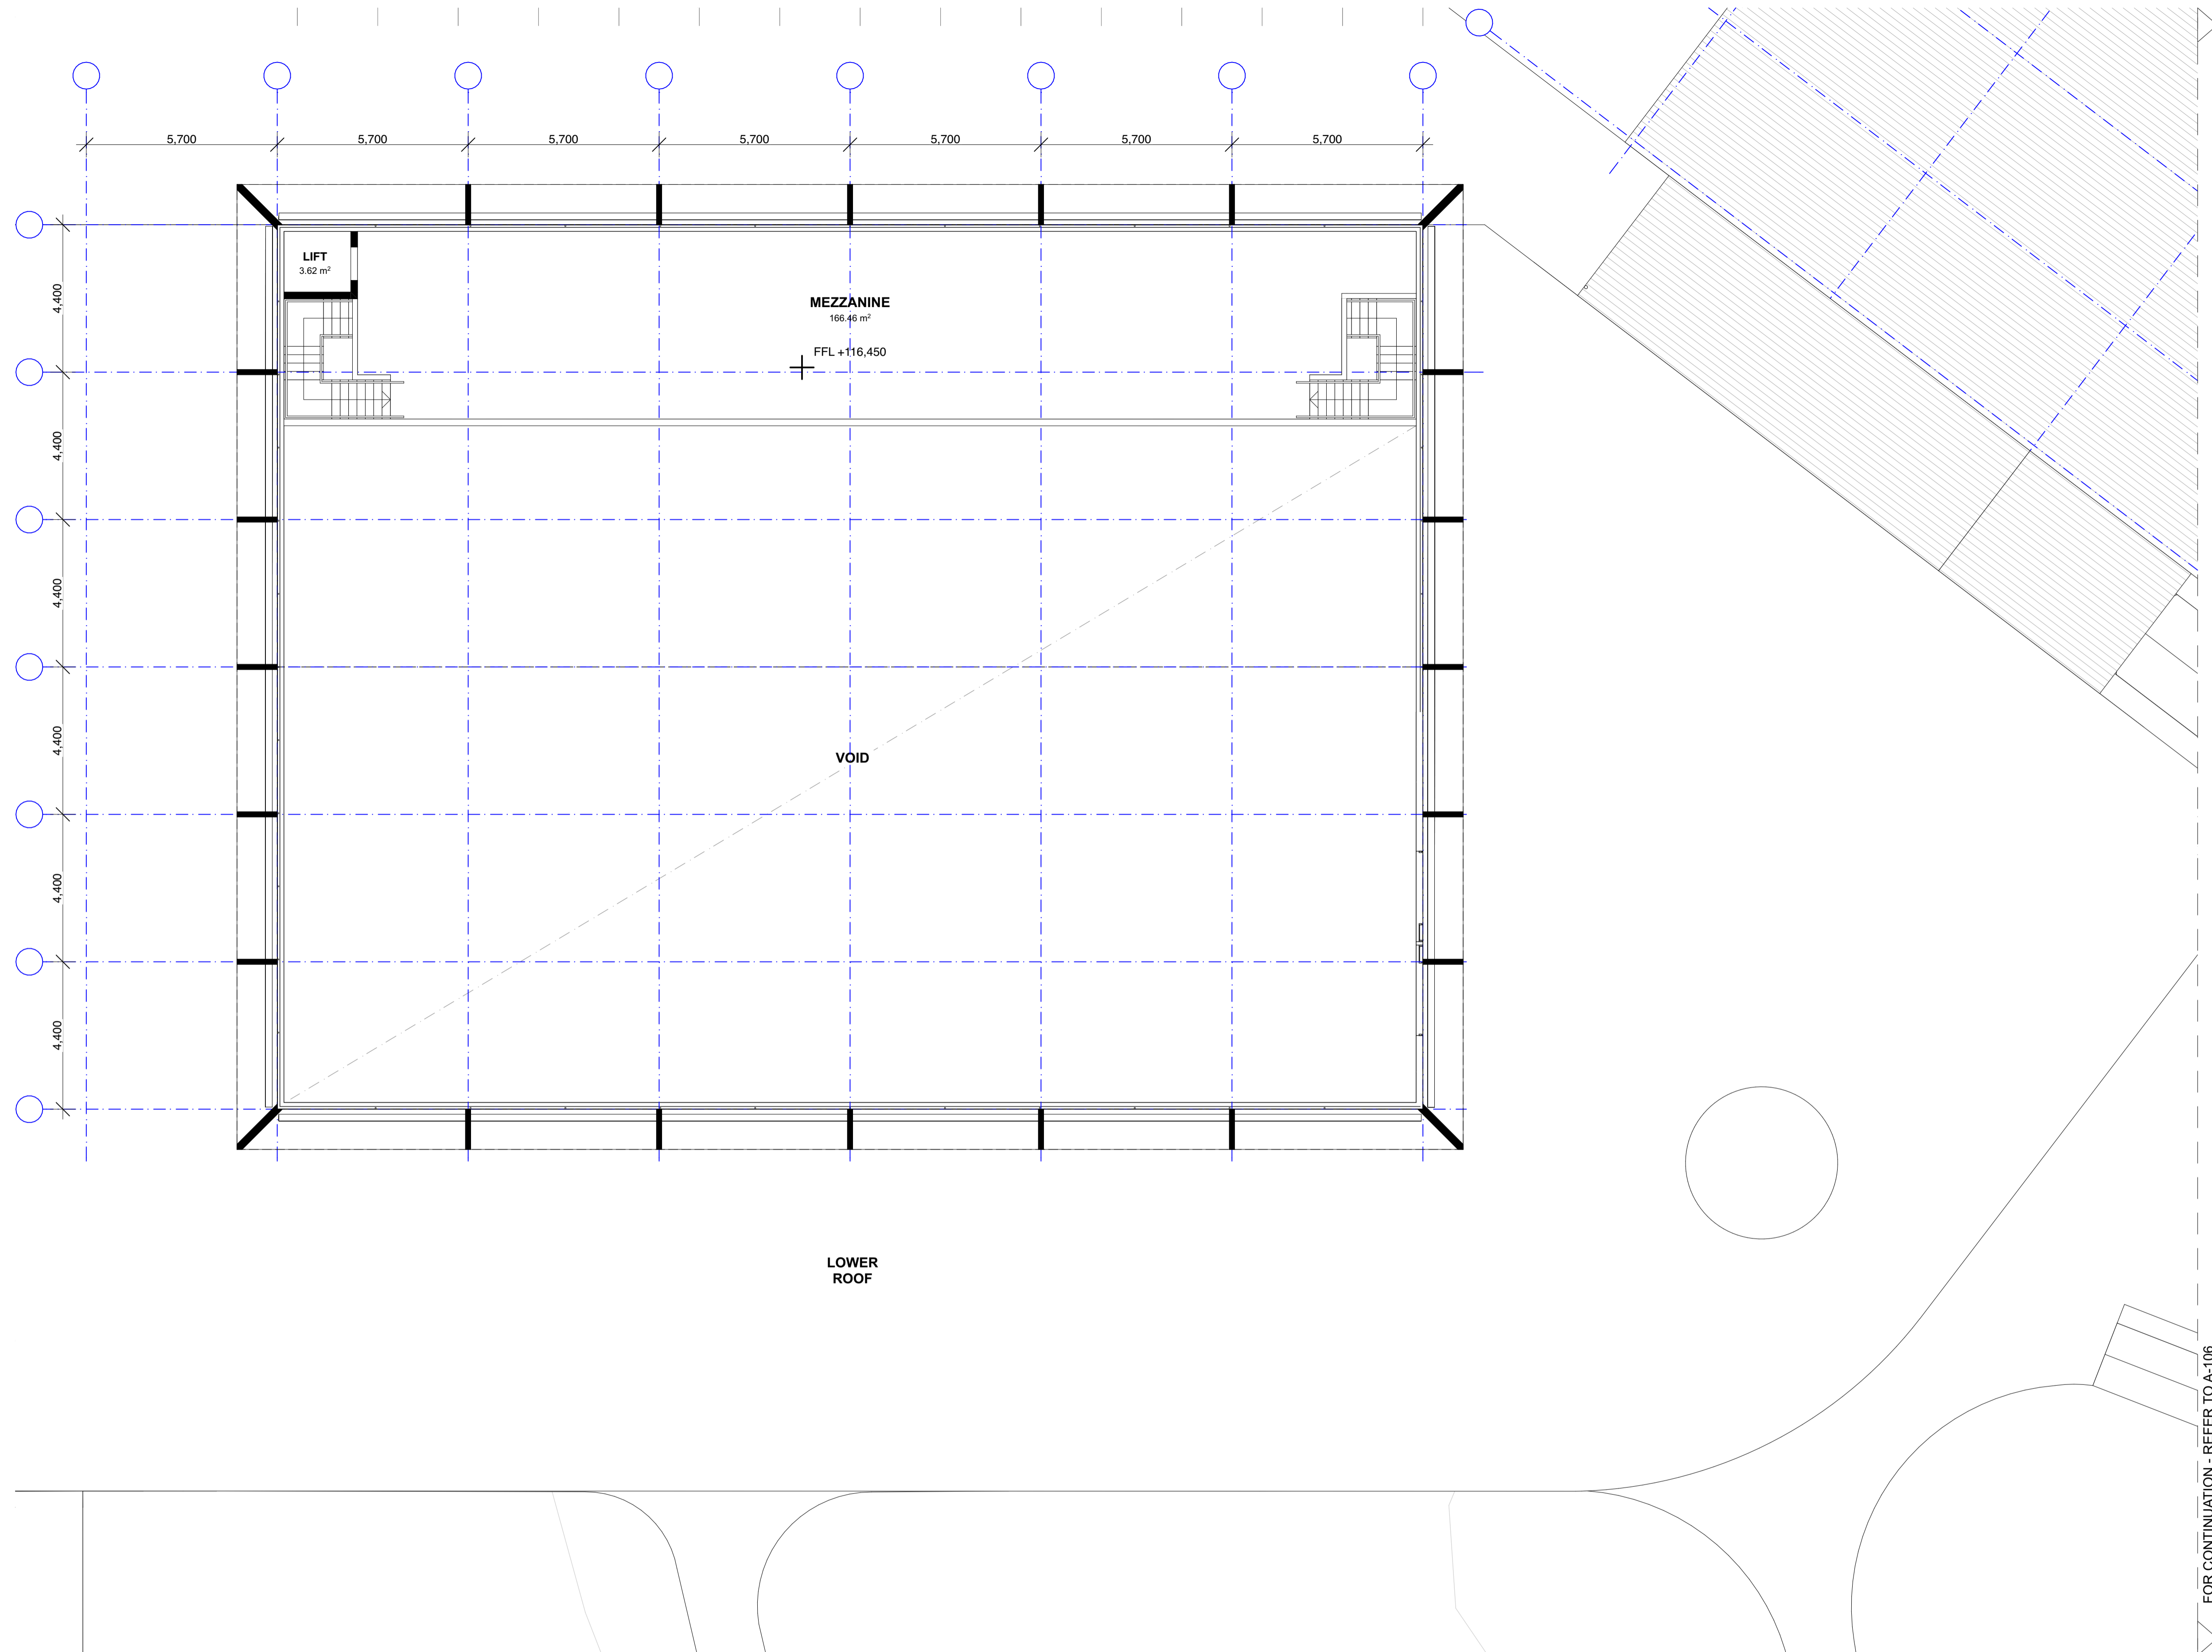 5,700 5,700 5,700 5,700 5,700 5,700 5,700
LIFT
3.62 m²
MEZZANINE
166.46 m²
FFL +116,450
4,400
4,400
4,400
4,400
4,400
4,400
VOID
LOWER
ROOF
FOR CONTINUATION - REFER TO A-106